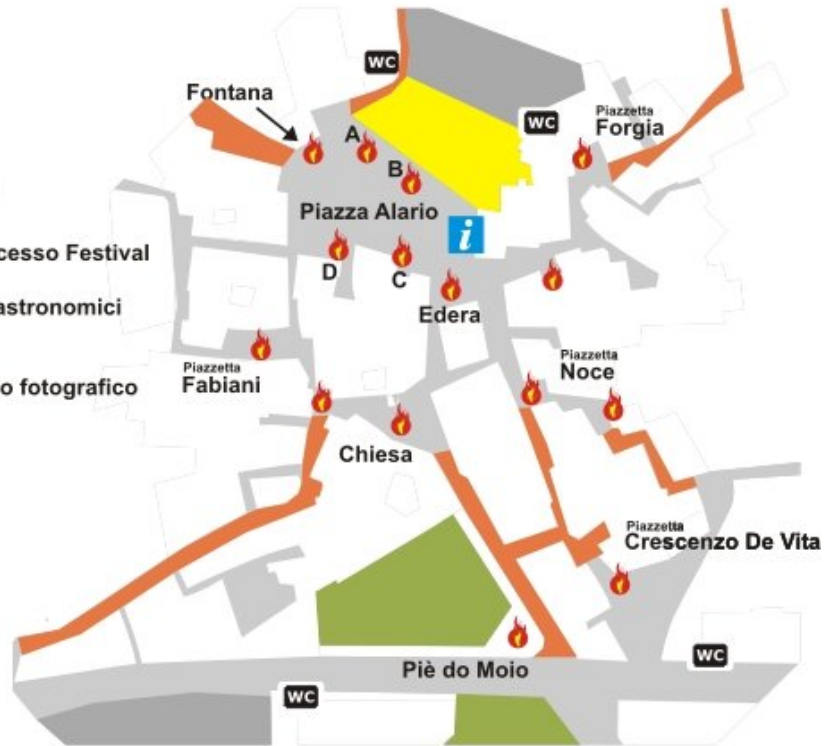 WC
Fontana
WC
Piazzetta
Forgia
A
B
Piazza Alario
i
cesso Festival
D
C
astronomici
Edera
Piazzetta
Fabiani
Piazzetta
Noce
o fotografico
Chiesa
Piazzetta
Crescenzo De Vita
WC
Piè do Moio
WC